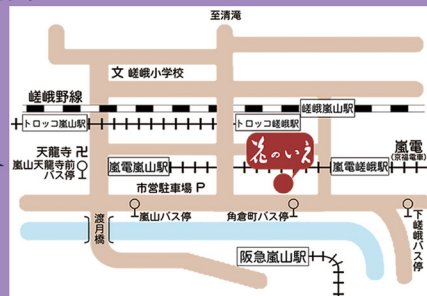 至清滝
文 嵯峨小学校
嵯峨野線
嵯峨嵐山駅
トロッコ嵐山駅
トロッコ嵯峨駅
花のいえ
天龍寺 卍
嵐山天龍寺前
バス停
嵐電嵐山駅
嵐電嵯峨駅
嵐電
(京福電車)
市営駐車場 P
渡月橋
嵐山バス停
角倉町バス停
下嵯峨バス停
阪急嵐山駅